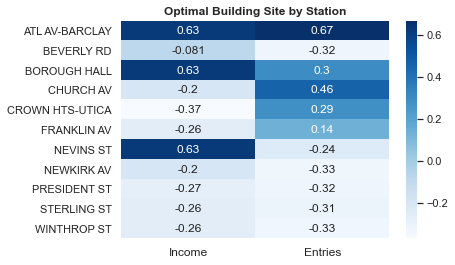 Optimal Building Site by Station
ATL AV-BARCLAY 0.63 0.67
BEVERLY RD -0.081 -0.32
BOROUGH HALL 0.63 0.3
CHURCH AV -0.2 0.46
CROWN HTS-UTICA -0.37 0.29
FRANKLIN AV -0.26 0.14
NEVINS ST 0.63 -0.24
NEWKIRK AV -0.2 -0.33
PRESIDENT ST -0.27 -0.32
STERLING ST -0.26 -0.31
WINTHROP ST -0.26 -0.33
Income Entries
0.6
0.4
0.2
0.0
-0.2